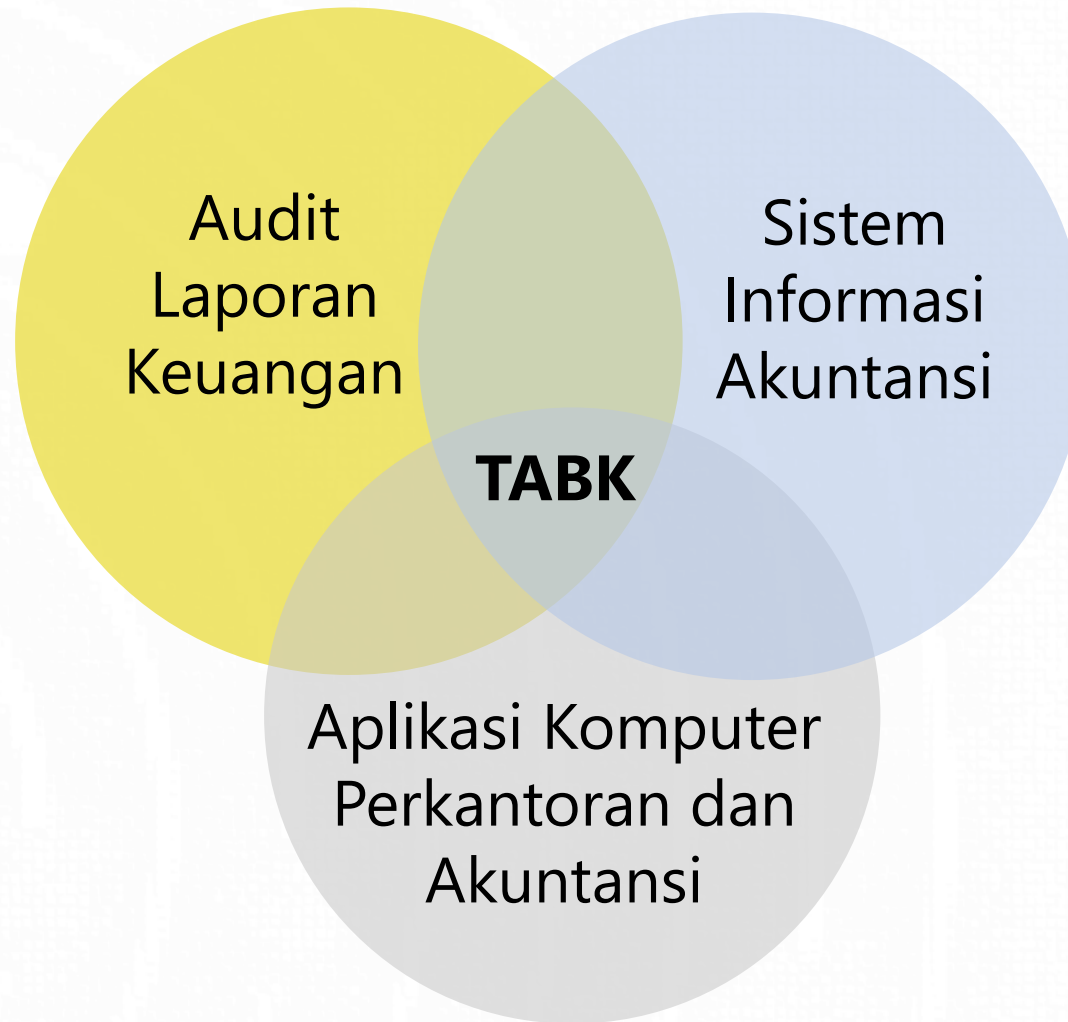 Audit
Laporan
Keuangan
Sistem
Informasi
Akuntansi
TABK
Aplikasi Komputer
Perkantoran dan
Akuntansi